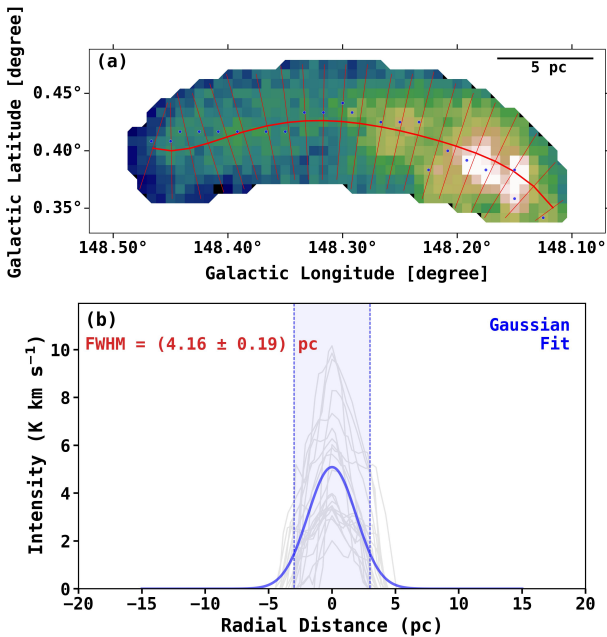 (a)
5 pc
Galactic Latitude [degree]
0.45°
0.40°
0.35°
148.50° 148.40° 148.30° 148.20° 148.10°
Galactic Longitude [degree]
(b)
Gaussian
Fit
FWHM = (4.16 ± 0.19) pc
Intensity (K km s⁻¹)
10
8
6
4
2
0
−20 −15 −10 −5 0 5 10 15 20
Radial Distance (pc)